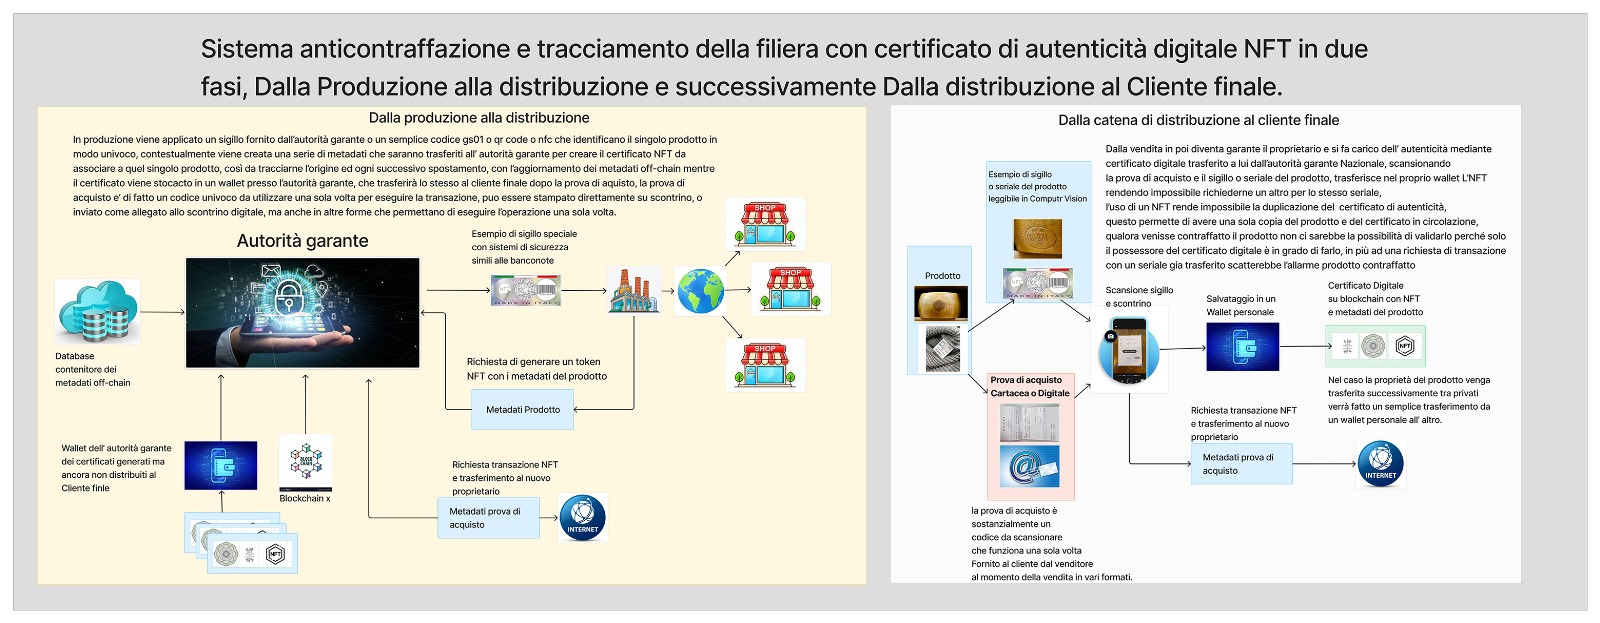 Sistema anticontraffazione e tracciamento della filiera con certificato di autenticità digitale NFT in due
fasi, Dalla Produzione alla distribuzione e successivamente Dalla distribuzione al Cliente finale.
Dalla produzione alla distribuzione
In produzione viene applicato un sigillo fornito dall'autorità garante o un semplice codice gs01 o qr code o nfc che identificano il singolo prodotto in
modo univoco, contestualmente viene creata una serie di metadati che saranno trasferiti all' autorità garante per creare il certificato NFT da
associare a quel singolo prodotto, così da tracciarne l'origine ed ogni successivo spostamento, con l'aggiornamento dei metadati off-chain mentre
il certificato viene stocacto in un wallet presso l'autorità garante, che trasferirà lo stesso al cliente finale dopo la prova di aquisto, la prova di
acquisto e' di fatto un codice univoco da utilizzare una sola volta per eseguire la transazione, puo essere stampato direttamente su scontrino, o
inviato come allegato allo scontrino digitale, ma anche in altre forme che permettano di eseguire l'operazione una sola volta.
Autorità garante
Esempio di sigillo speciale
con sistemi di sicurezza
simili alle banconote
MADE IN ITALY
SHOP
SHOP
SHOP
Database
contenitore dei
metadati off-chain
Richiesta di generare un token
NFT con i metadati del prodotto
Metadati Prodotto
Wallet dell' autorità garante
dei certificati generati ma
ancora non distribuiti al
Cliente finle
BLOCK
CHAIN
Blockchain x
Richiesta transazione NFT
e trasferimento al nuovo
proprietario
Metadati prova di
acquisto
INTERNET
NFT
Dalla catena di distribuzione al cliente finale
Dalla vendita in poi diventa garante il proprietario e si fa carico dell' autenticità mediante
certificato digitale trasferito a lui dall'autorità garante Nazionale, scansionando
la prova di acquisto e il sigillo o seriale del prodotto, trasferisce nel proprio wallet L'NFT
rendendo impossibile richiederne un altro per lo stesso seriale,
l'uso di un NFT rende impossibile la duplicazione del certificato di autenticità,
questo permette di avere una sola copia del prodotto e del certificato in circolazione,
qualora venisse contraffatto il prodotto non ci sarebbe la possibilità di validarlo perché solo
il possessore del certificato digitale è in grado di farlo, in più ad una richiesta di transazione
con un seriale gia trasferito scatterebbe l'allarme prodotto contraffatto
Esempio di sigillo
o seriale del prodotto
leggibile in Computr Vision
MADE IN ITALY
Prodotto
Prova di acquisto
Cartacea o Digitale
Scansione sigillo
e scontrino
Salvataggio in un
Wallet personale
Certificato Digitale
su blockchain con NFT
e metadati del prodotto
NFT
Nel caso la proprietà del prodotto venga
trasferita successivamente tra privati
verrà fatto un semplice trasferimento da
un wallet personale all' altro.
Richiesta transazione NFT
e trasferimento al nuovo
proprietario
Metadati prova di
acquisto
INTERNET
la prova di acquisto è
sostanzialmente un
codice da scansionare
che funziona una sola volta
Fornito al cliente dal venditore
al momento della vendita in vari formati.